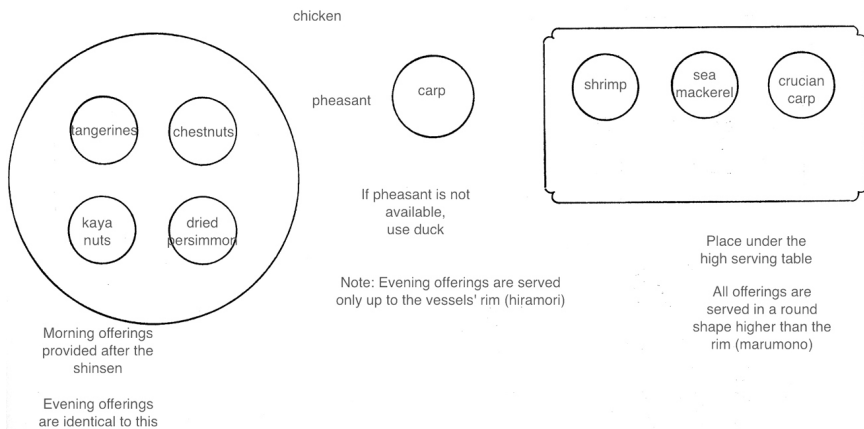 chicken
tangerines
chestnuts
kaya
nuts
dried
persimmon
Morning offerings
provided after the
shinsen
Evening offerings
are identical to this
pheasant
carp
If pheasant is not
available,
use duck
Note: Evening offerings are served
only up to the vessels' rim (hiramori)
shrimp
sea
mackerel
crucian
carp
Place under the
high serving table
All offerings are
served in a round
shape higher than the
rim (marumono)